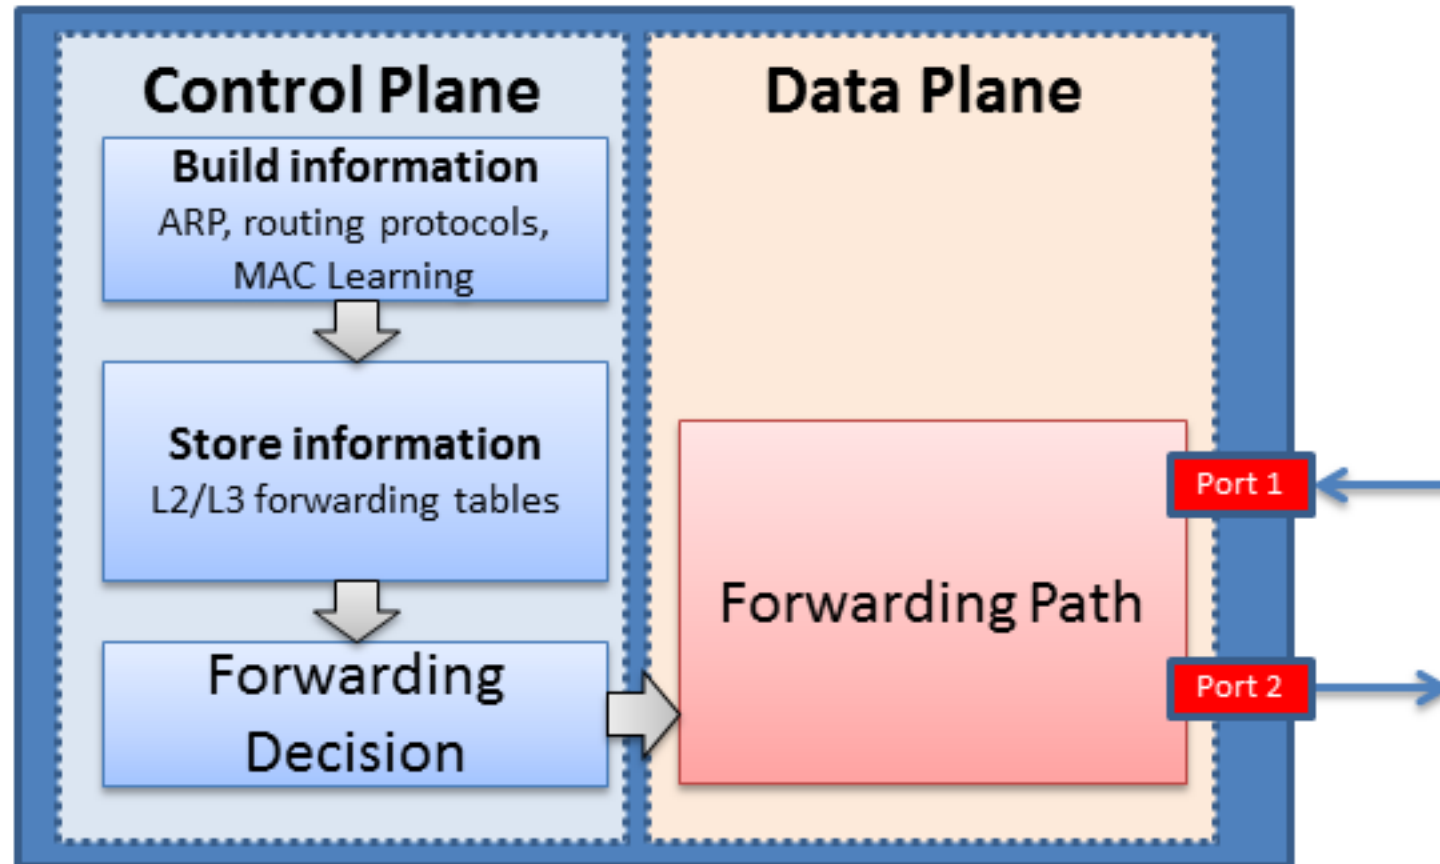 Control Plane
Build information
ARP, routing protocols,
MAC Learning
Store information
L2/L3 forwarding tables
Forwarding
Decision
Data Plane
Port 1
Forwarding Path
Port 2